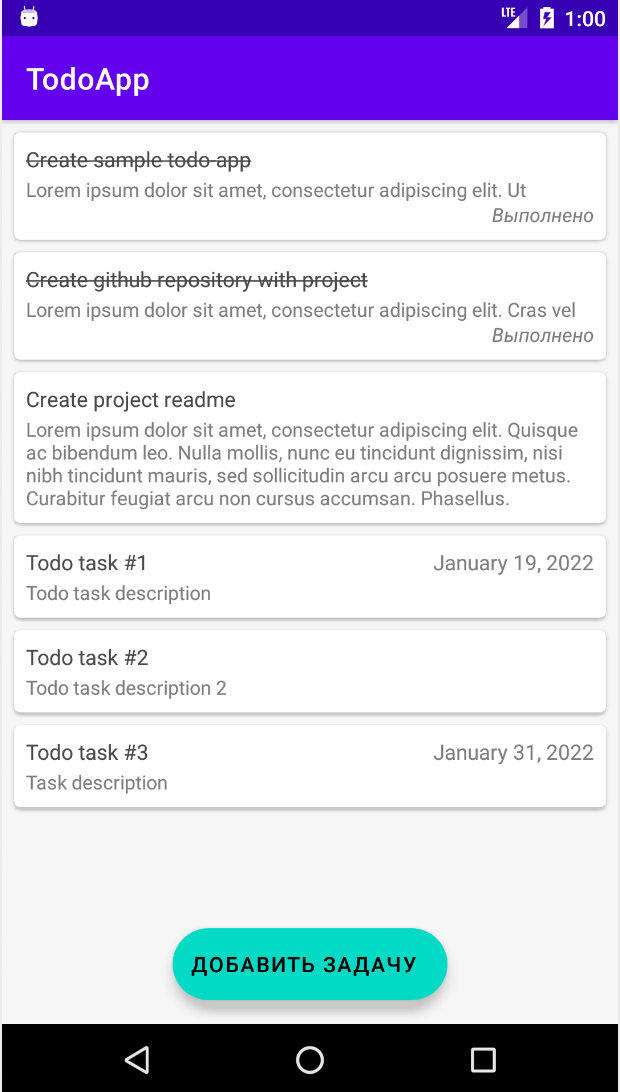 LTE 1:00
TodoApp
Create sample todo app
Lorem ipsum dolor sit amet, consectetur adipiscing elit. Ut
Выполнено
Create github repository with project
Lorem ipsum dolor sit amet, consectetur adipiscing elit. Cras vel
Выполнено
Create project readme
Lorem ipsum dolor sit amet, consectetur adipiscing elit. Quisque
ac bibendum leo. Nulla mollis, nunc eu tincidunt dignissim, nisi
nibh tincidunt mauris, sed sollicitudin arcu arcu posuere metus.
Curabitur feugiat arcu non cursus accumsan. Phasellus.
Todo task #1 January 19, 2022
Todo task description
Todo task #2
Todo task description 2
Todo task #3 January 31, 2022
Task description
ДОБАВИТЬ ЗАДАЧУ